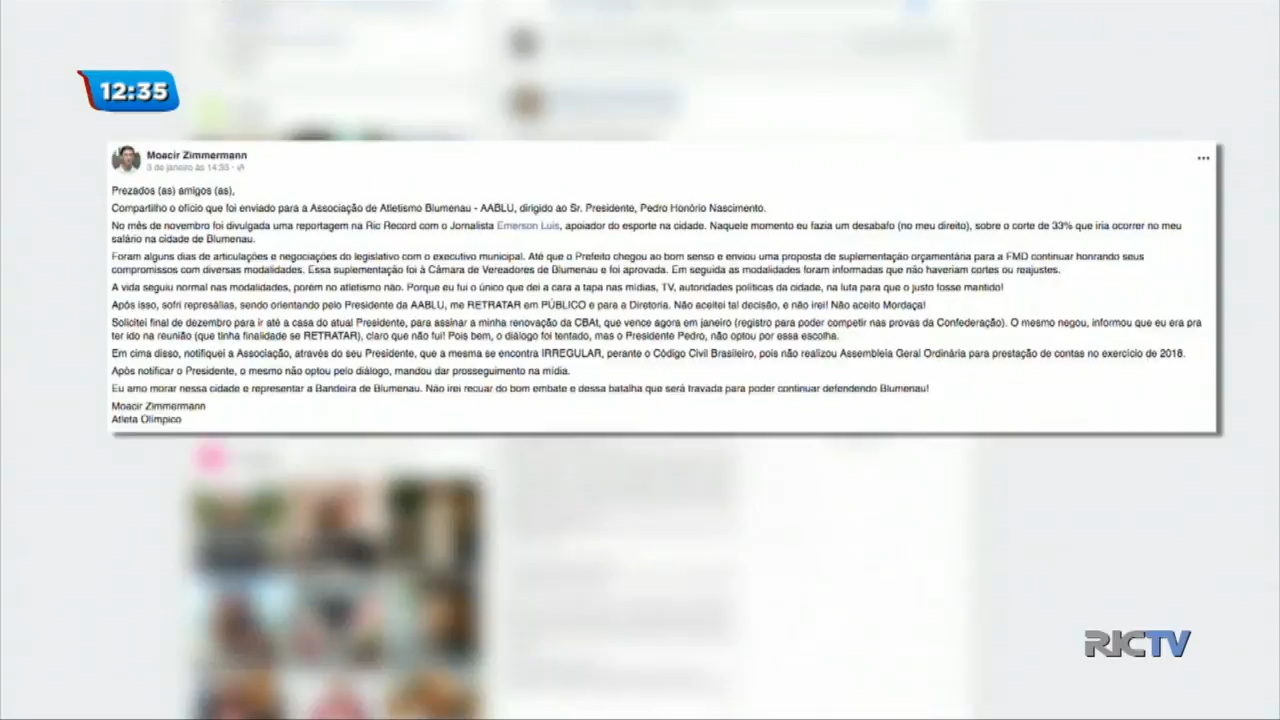 12:35
Moacir Zimmermann
3 de janeiro às 14:35
Prezados (as) amigos (as),
Compartilho o ofício que foi enviado para a Associação de Atletismo Blumenau - AABLU, dirigido ao Sr. Presidente, Pedro Honório Nascimento.
No mês de novembro foi divulgada uma reportagem na Ric Record com o Jornalista Emerson Luis, apoiador do esporte na cidade. Naquele momento eu fazia um desabafo (no meu direito), sobre o corte de 33% que iria ocorrer no meu
salário na cidade de Blumenau.
Foram alguns dias de articulações e negociações do legislativo com o executivo municipal. Até que o Prefeito chegou ao bom senso e enviou uma proposta de suplementação orçamentária para a FMD continuar honrando seus
compromissos com diversas modalidades. Essa suplementação foi à Câmara de Vereadores de Blumenau e foi aprovada. Em seguida as modalidades foram informadas que não haveriam cortes ou reajustes.
A vida seguiu normal nas modalidades, porém no atletismo não. Porque eu fui o único que dei a cara a tapa nas mídias, TV, autoridades políticas da cidade, na luta para que o justo fosse mantido!
Após isso, sofri represálias, sendo orientando pelo Presidente da AABLU, me RETRATAR em PÚBLICO e para a Diretoria. Não aceitei tal decisão, e não irei! Não aceito Mordaça!
Solicitei final de dezembro para ir até a casa do atual Presidente, para assinar a minha renovação da CBAt, que vence agora em janeiro (registro para poder competir nas provas da Confederação). O mesmo negou, informou que eu era pra
ter ido na reunião (que tinha finalidade se RETRATAR), claro que não fui! Pois bem, o diálogo foi tentado, mas o Presidente Pedro, não optou por essa escolha.
Em cima disso, notifiquei a Associação, através do seu Presidente, que a mesma se encontra IRREGULAR, perante o Código Civil Brasileiro, pois não realizou Assembleia Geral Ordinária para prestação de contas no exercício de 2018.
Após notificar o Presidente, o mesmo não optou pelo diálogo, mandou dar prosseguimento na mídia.
Eu amo morar nessa cidade e representar a Bandeira de Blumenau. Não irei recuar do bom embate e dessa batalha que será travada para poder continuar defendendo Blumenau!
Moacir Zimmermann
Atleta Olímpico
RICTV